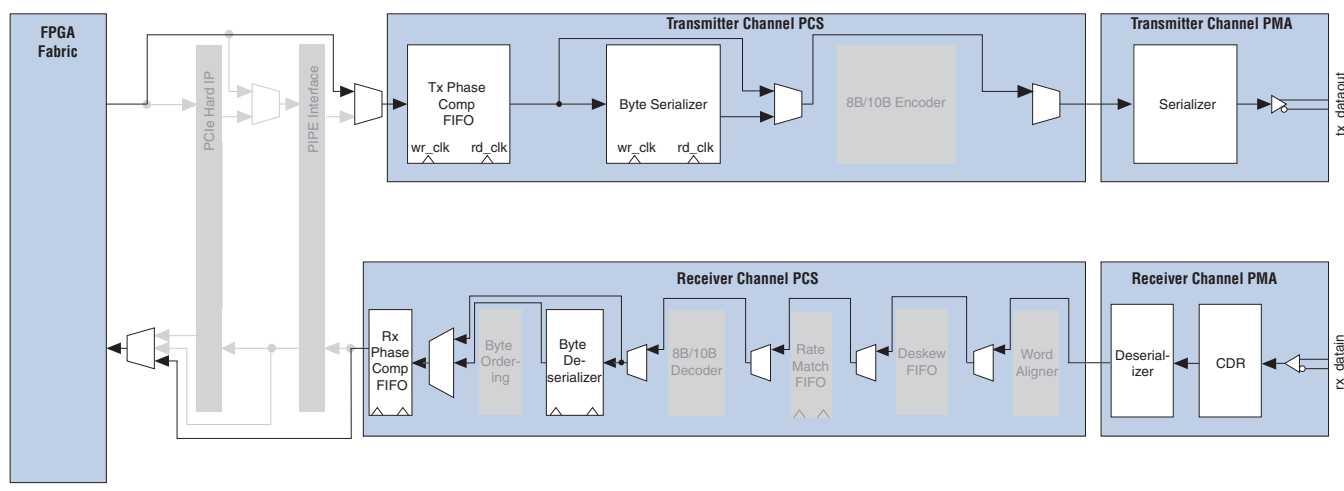 FPGA
Fabric
PCIe Hard IP
PIPE Interface
Transmitter Channel PCS
Tx Phase
Comp
FIFO
wr_clk
rd_clk
Byte Serializer
wr_clk
rd_clk
8B/10B Encoder
Transmitter Channel PMA
Serializer
tx_dataout
Receiver Channel PCS
Rx
Phase
Comp
FIFO
Byte
Order-
ing
Byte
De-
serializer
8B/10B
Decoder
Rate
Match
FIFO
Deskew
FIFO
Word
Aligner
Receiver Channel PMA
Deserial-
izer
CDR
rx_datain